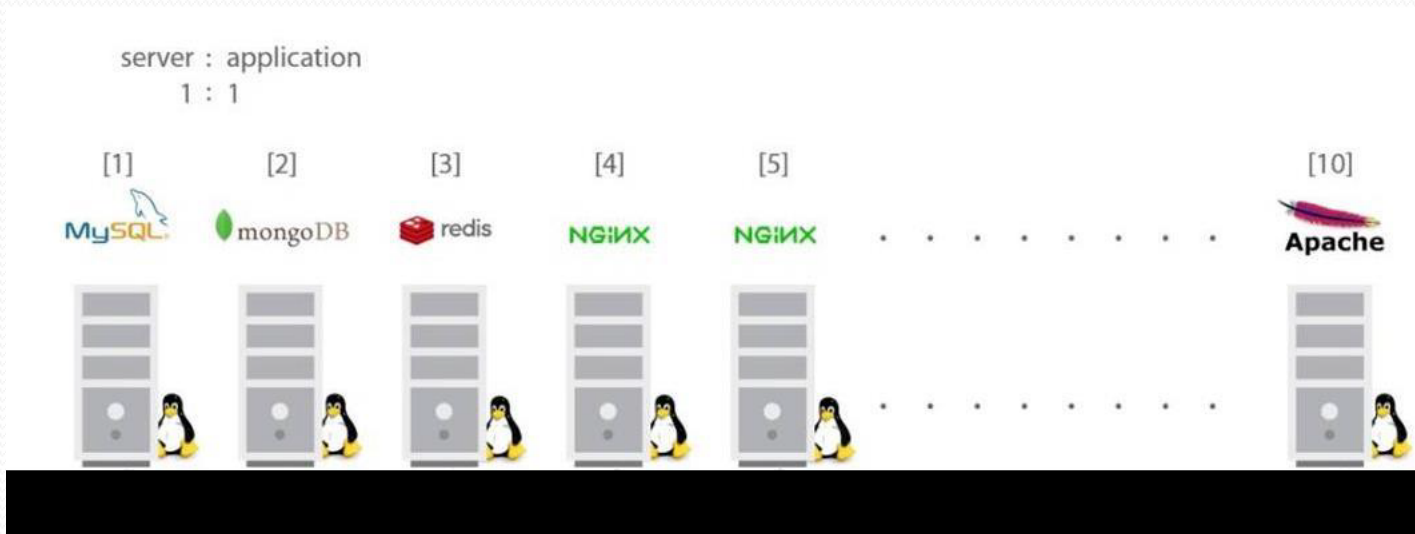 server : application
1 : 1
[1] [2] [3] [4] [5] [10]
MySQL. mongoDB redis NGINX NGINX . . . . . . . . Apache
. . . . . . . .